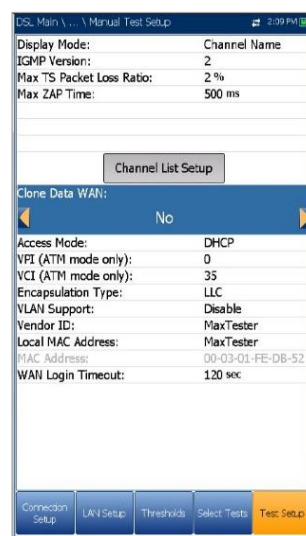 DSL Main \ ... \ Manual Test Setup 2:09 PM
Display Mode: Channel Name
IGMP Version: 2
Max TS Packet Loss Ratio: 2 %
Max ZAP Time: 500 ms
Channel List Setup
Clone Data WAN:
No
Access Mode: DHCP
VPI (ATM mode only): 0
VCI (ATM mode only): 35
Encapsulation Type: LLC
VLAN Support: Disable
Vendor ID: MaxTester
Local MAC Address: MaxTester
MAC Address: 00-03-01-FE-DB-52
WAN Login Timeout: 120 sec
Connection Setup LAN Setup Thresholds Select Tests Test Setup